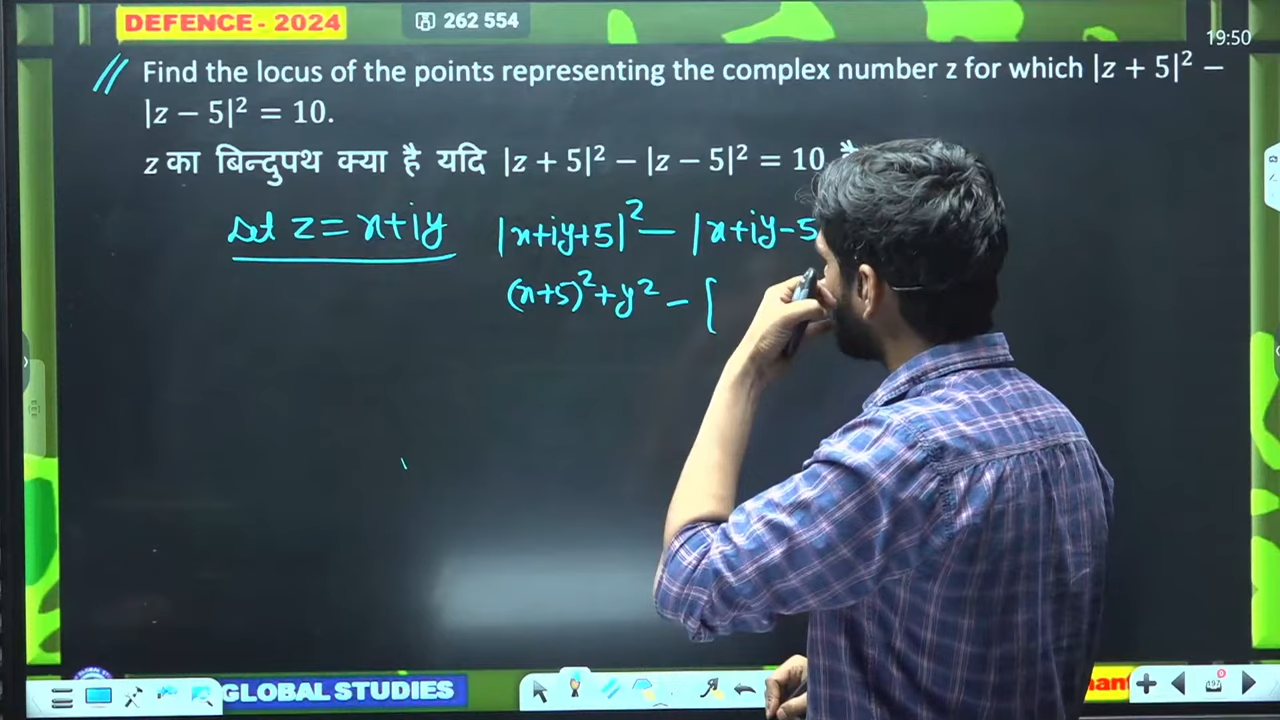 DEFENCE - 2024
262 554
19:50
Find the locus of the points representing the complex number z for which |z + 5|² −
|z − 5|² = 10.
z का बिन्दुपथ क्या है यदि |z + 5|² − |z − 5|² = 10
Let z = x+iy |x+iy+5|² − |x+iy−5
(x+5)²+y² − [
GLOBAL STUDIES